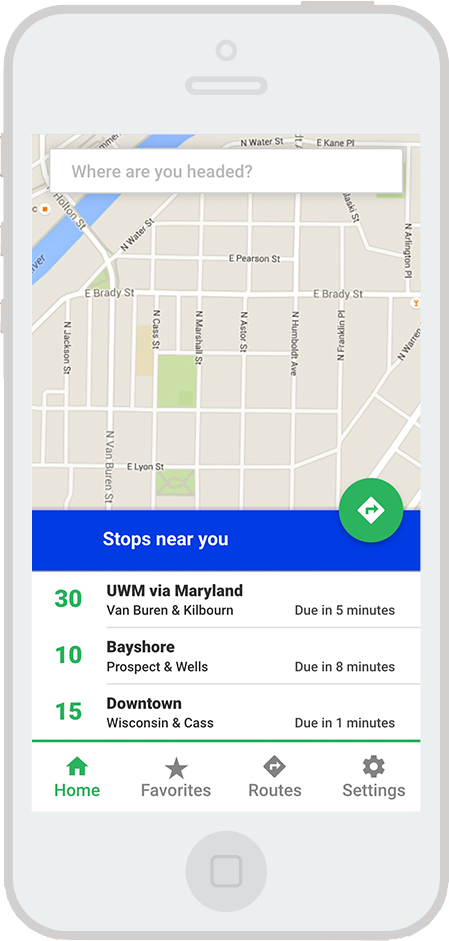 N Water St
E Kane Pl
Where are you headed?
Holton St
N Water St
N Arlington Pl
E Pearson St
E Brady St
E Brady St
N Jackson St
N Cass St
N Marshall St
N Astor St
N Humboldt Ave
N Franklin Pl
N Warren
N Van Buren St
E Lyon St
Stops near you
30
UWM via Maryland
Van Buren & Kilbourn
Due in 5 minutes
10
Bayshore
Prospect & Wells
Due in 8 minutes
15
Downtown
Wisconsin & Cass
Due in 1 minutes
Home
Favorites
Routes
Settings